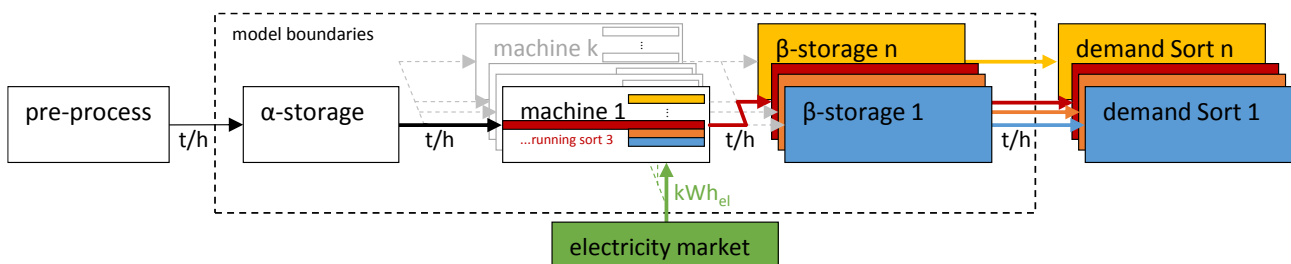 model boundaries
machine k
...
β-storage n
demand Sort n
pre-process
α-storage
machine 1
...
β-storage 1
demand Sort 1
...running sort 3
t/h
t/h
t/h
t/h
kWhel
electricity market